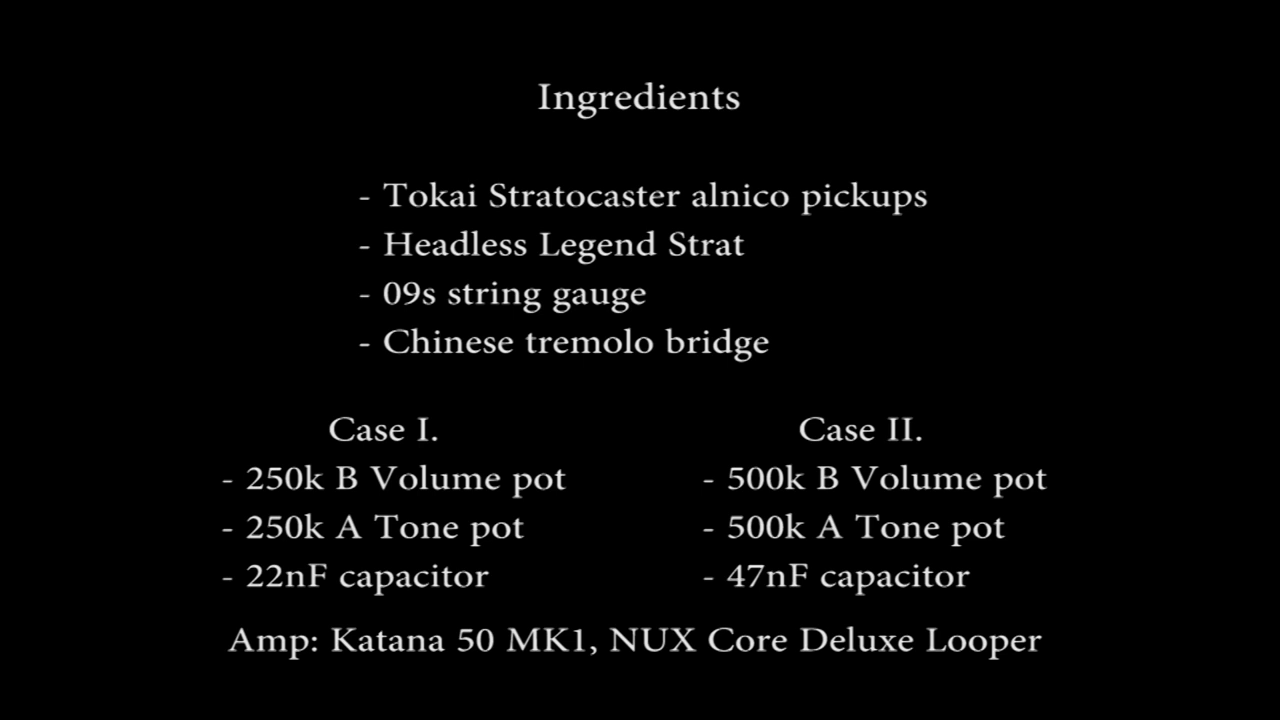 Ingredients
- Tokai Stratocaster alnico pickups
- Headless Legend Strat
- 09s string gauge
- Chinese tremolo bridge
Case I.
- 250k B Volume pot
- 250k A Tone pot
- 22nF capacitor
Case II.
- 500k B Volume pot
- 500k A Tone pot
- 47nF capacitor
Amp: Katana 50 MK1, NUX Core Deluxe Looper